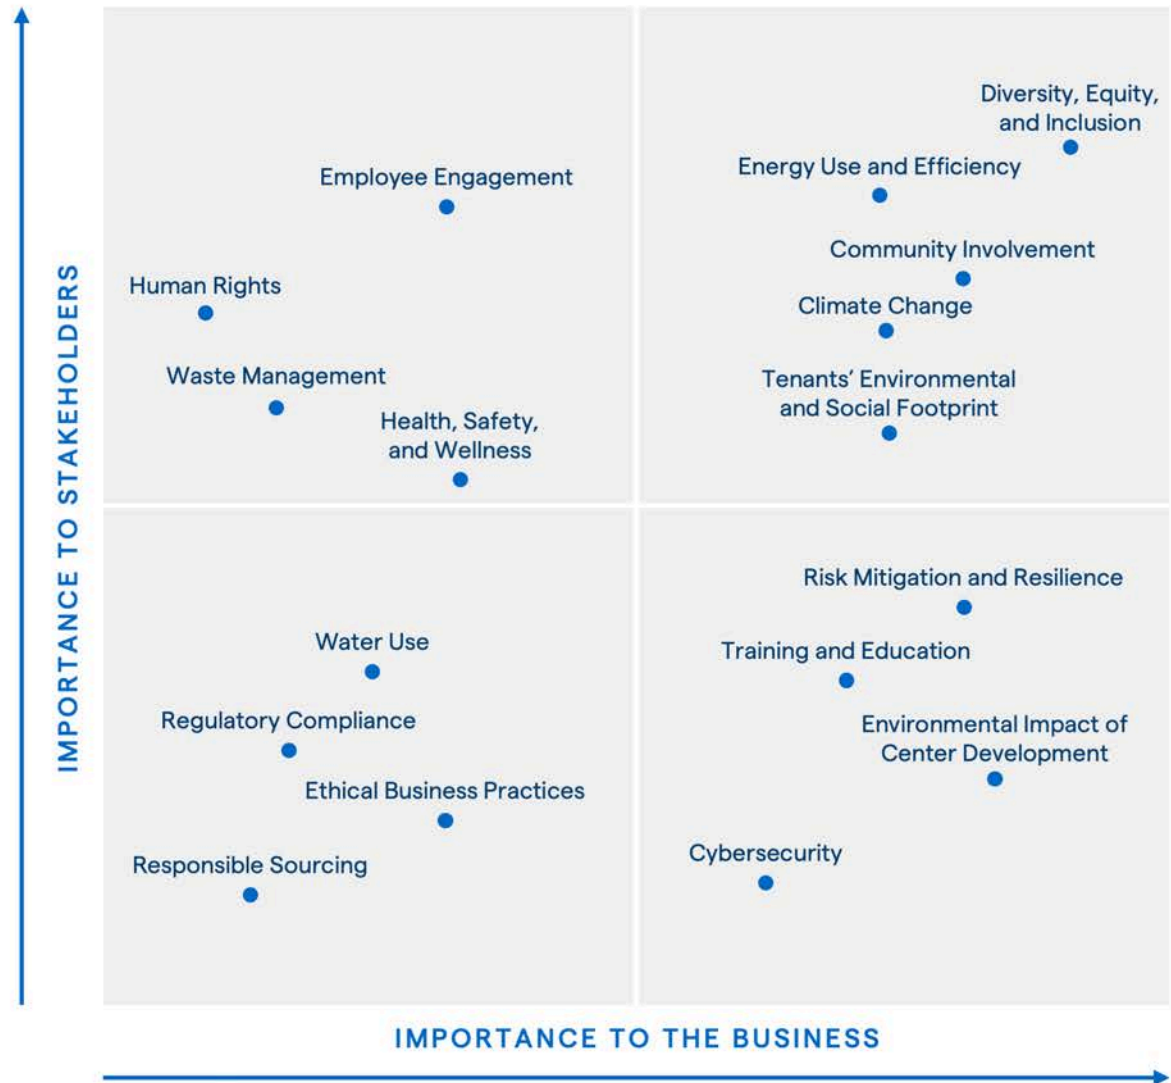 Diversity, Equity,
and Inclusion
Energy Use and Efficiency
Employee Engagement
Community Involvement
Human Rights
Climate Change
Waste Management
Tenants’ Environmental
and Social Footprint
Health, Safety,
and Wellness
IMPORTANCE TO STAKEHOLDERS
Risk Mitigation and Resilience
Water Use
Training and Education
Regulatory Compliance
Environmental Impact of
Center Development
Ethical Business Practices
Cybersecurity
Responsible Sourcing
IMPORTANCE TO THE BUSINESS